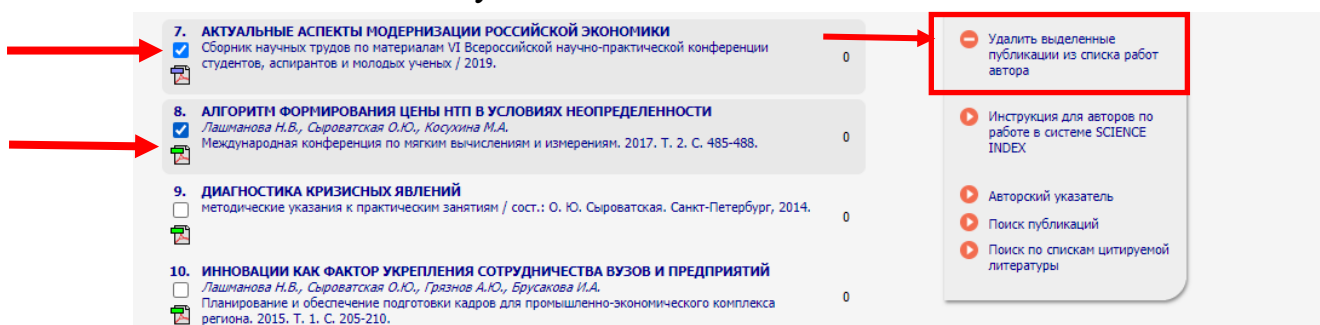 7. АКТУАЛЬНЫЕ АСПЕКТЫ МОДЕРНИЗАЦИИ РОССИЙСКОЙ ЭКОНОМИКИ
Сборник научных трудов по материалам VI Всероссийской научно-практической конференции
студентов, аспирантов и молодых ученых / 2019.
0
8. АЛГОРИТМ ФОРМИРОВАНИЯ ЦЕНЫ НТП В УСЛОВИЯХ НЕОПРЕДЕЛЕННОСТИ
Лашманова Н.В., Сыроватская О.Ю., Косухина М.А.
Международная конференция по мягким вычислениям и измерениям. 2017. Т. 2. С. 485-488.
0
9. ДИАГНОСТИКА КРИЗИСНЫХ ЯВЛЕНИЙ
методические указания к практическим занятиям / сост.: О. Ю. Сыроватская. Санкт-Петербург, 2014.
0
10. ИННОВАЦИИ КАК ФАКТОР УКРЕПЛЕНИЯ СОТРУДНИЧЕСТВА ВУЗОВ И ПРЕДПРИЯТИЙ
Лашманова Н.В., Сыроватская О.Ю., Грязнов А.Ю., Брусакова И.А.
Планирование и обеспечение подготовки кадров для промышленно-экономического комплекса
региона. 2015. Т. 1. С. 205-210.
0
Удалить выделенные
публикации из списка работ
автора
Инструкция для авторов по
работе в системе SCIENCE
INDEX
Авторский указатель
Поиск публикаций
Поиск по спискам цитируемой
литературы